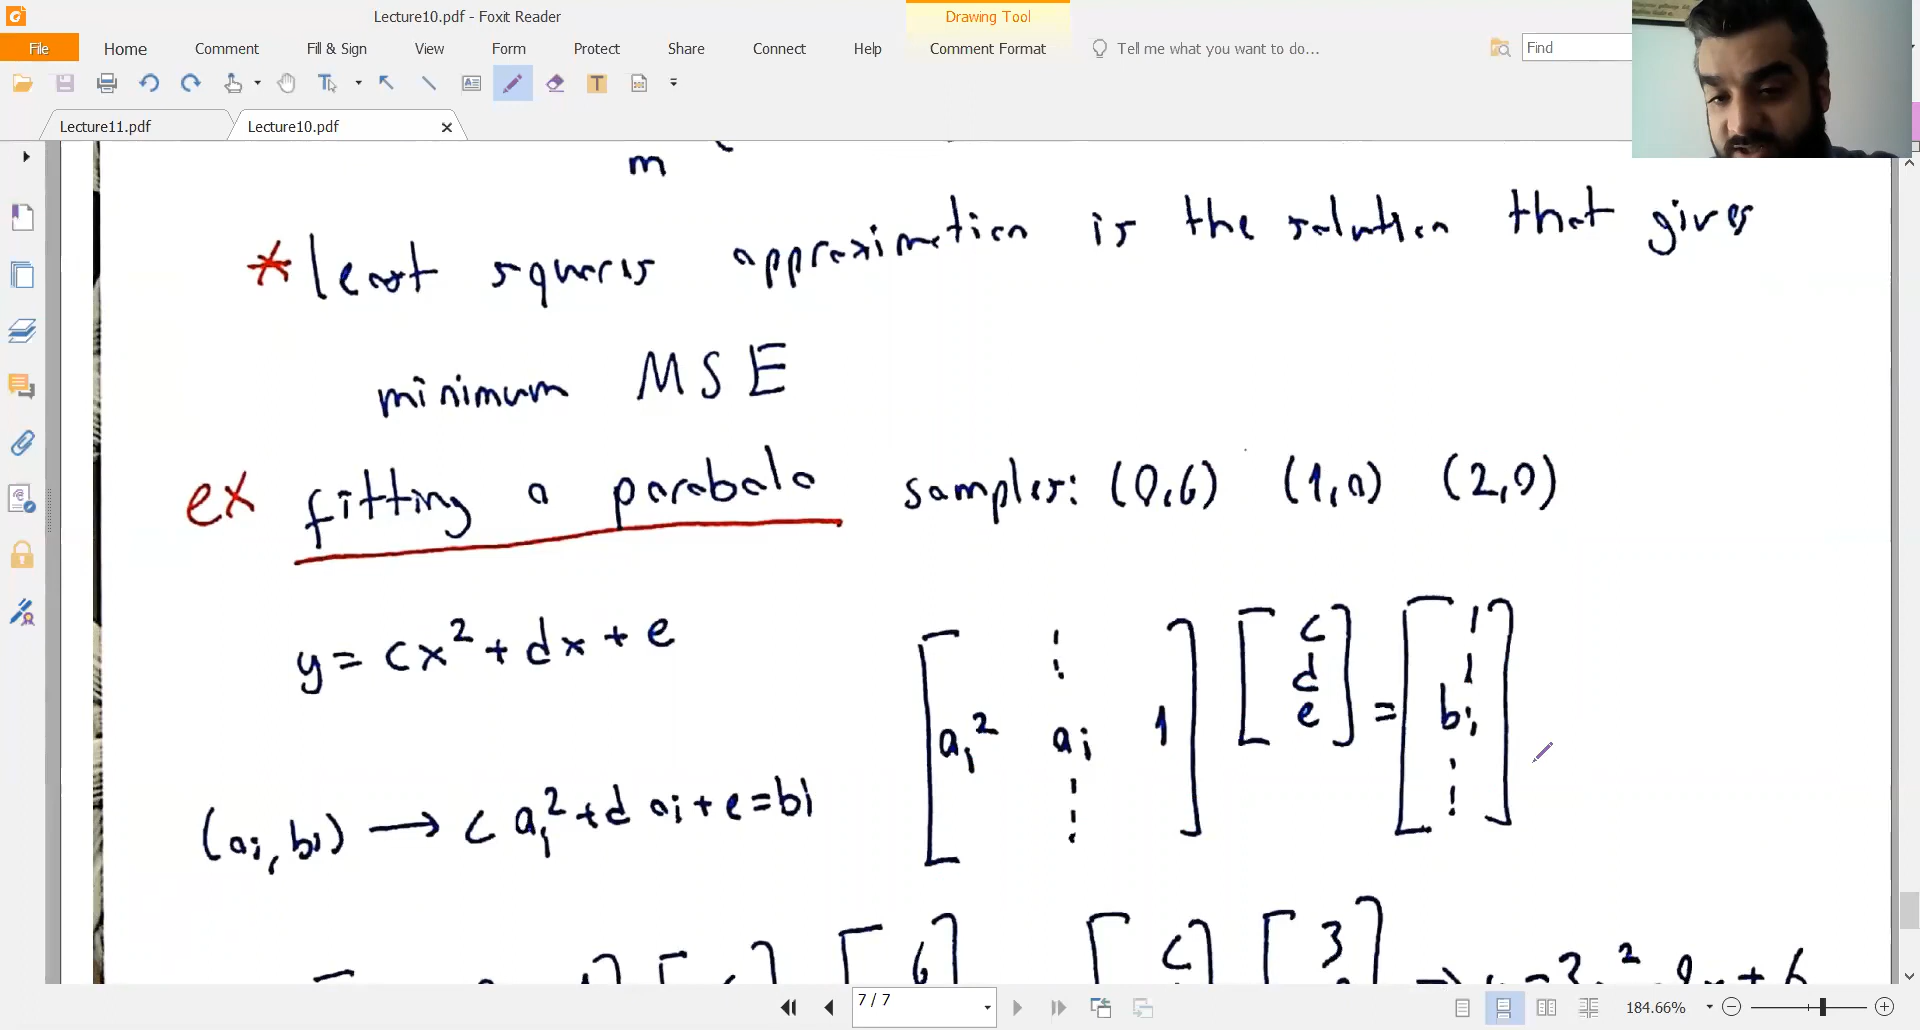 Lecture10.pdf - Foxit Reader
Drawing Tool
File Home Comment Fill & Sign View Form Protect Share Connect Help Comment Format Tell me what you want to do... Find
Lecture11.pdf Lecture10.pdf
m
* least squares approximation is the solution that gives
minimum MSE
ex fitting a parabola samples: (0,6) (1,0) (2,0)
y = cx² + dx + e
[⋮ aᵢ² aᵢ 1 ⋮] [c d e] = [⋮ bᵢ ⋮]
(aᵢ, bᵢ) → c aᵢ² + d aᵢ + e = bᵢ
6 c 3
7 / 7
184.66%